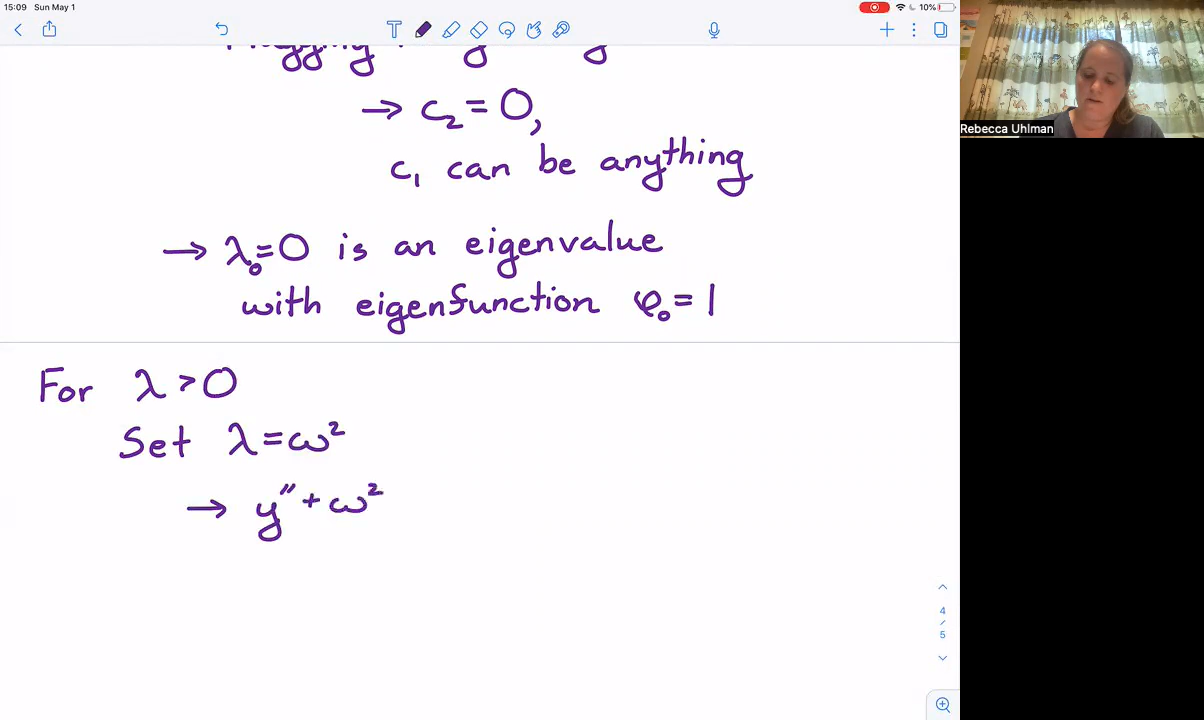 15:09 Sun May 1
10%
→ c₂ = 0,
c₁ can be anything
→ λ₀ = 0 is an eigenvalue
with eigenfunction φ₀ = 1
For λ > 0
Set λ = ω²
→ y″ + ω²
Rebecca Uhlman
4
/
5